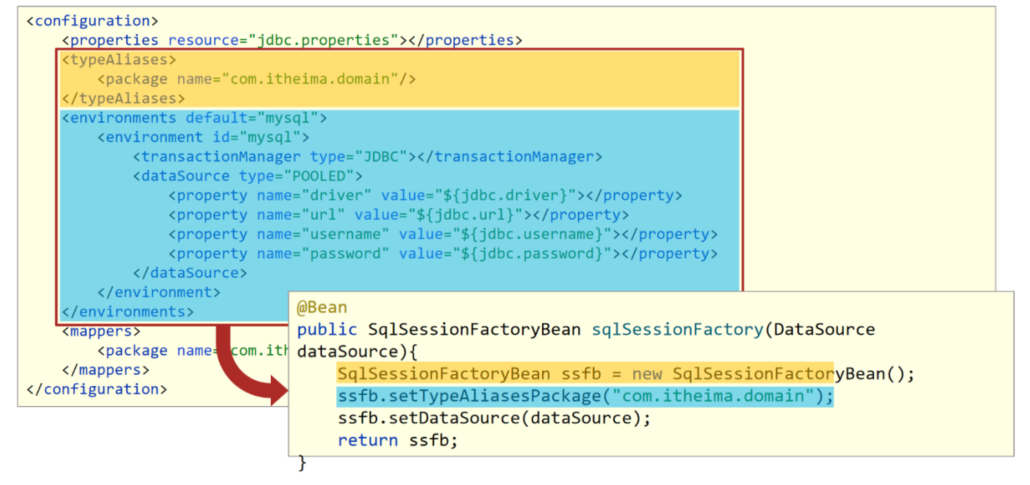 <configuration>
<properties resource="jdbc.properties"></properties>
<typeAliases>
<package name="com.itheima.domain"/>
</typeAliases>
<environments default="mysql">
<environment id="mysql">
<transactionManager type="JDBC"></transactionManager>
<dataSource type="POOLED">
<property name="driver" value="${jdbc.driver}"></property>
<property name="url" value="${jdbc.url}"></property>
<property name="username" value="${jdbc.username}"></property>
<property name="password" value="${jdbc.password}"></property>
</dataSource>
</environment>
</environments>
<mappers>
<package name="com.ith
</mappers>
</configuration>
@Bean
public SqlSessionFactoryBean sqlSessionFactory(DataSource
dataSource){
SqlSessionFactoryBean ssfb = new SqlSessionFactoryBean();
ssfb.setTypeAliasesPackage("com.itheima.domain");
ssfb.setDataSource(dataSource);
return ssfb;
}